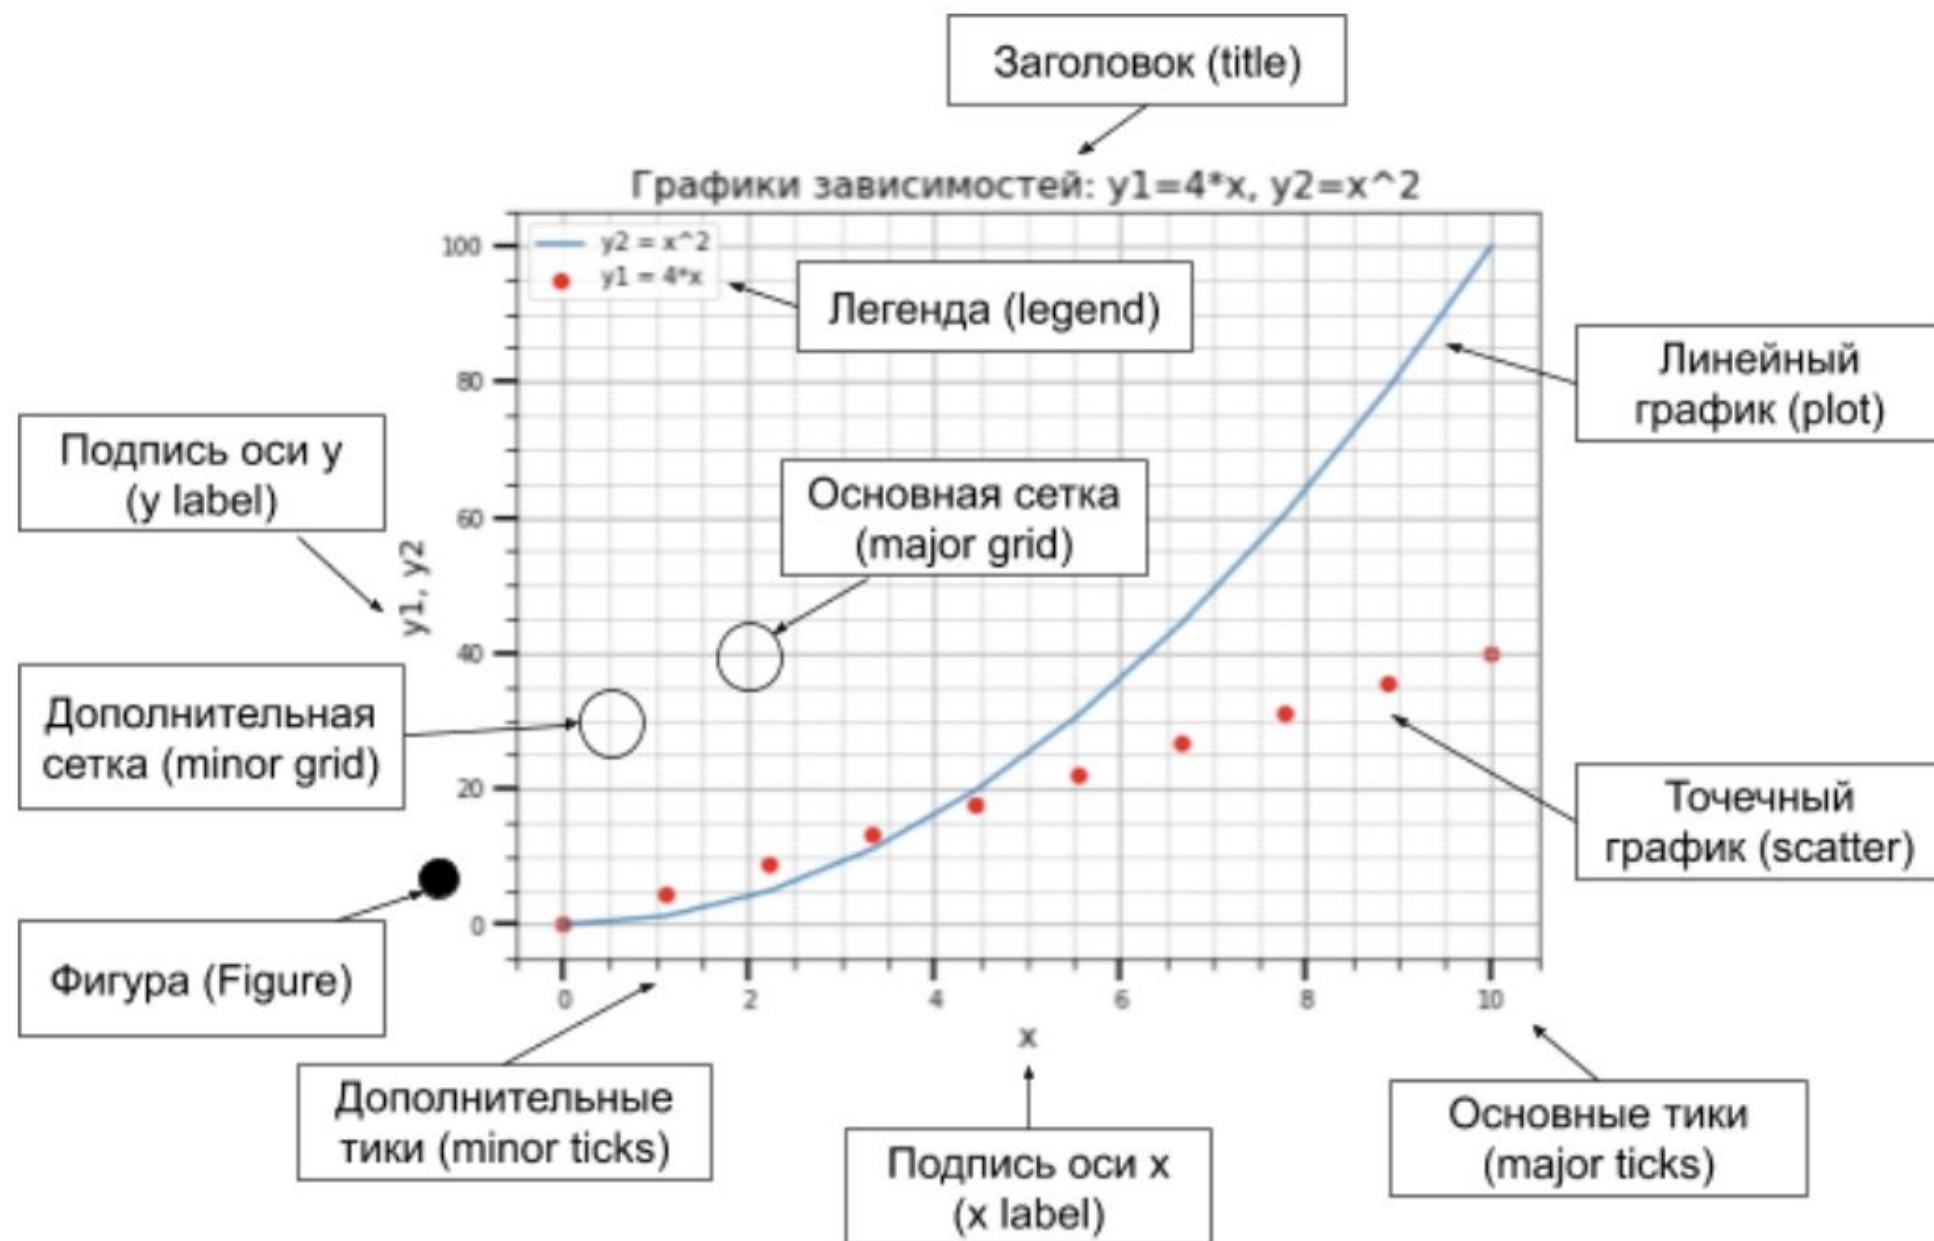 Заголовок (title)
Графики зависимостей: y1=4*x, y2=x^2
y2 = x^2
y1 = 4*x
Легенда (legend)
Линейный
график (plot)
Подпись оси y
(y label)
Основная сетка
(major grid)
y1, y2
Дополнительная
сетка (minor grid)
Точечный
график (scatter)
Фигура (Figure)
100
80
60
40
20
0
0 2 4 6 8 10
x
Дополнительные
тики (minor ticks)
Подпись оси x
(x label)
Основные тики
(major ticks)